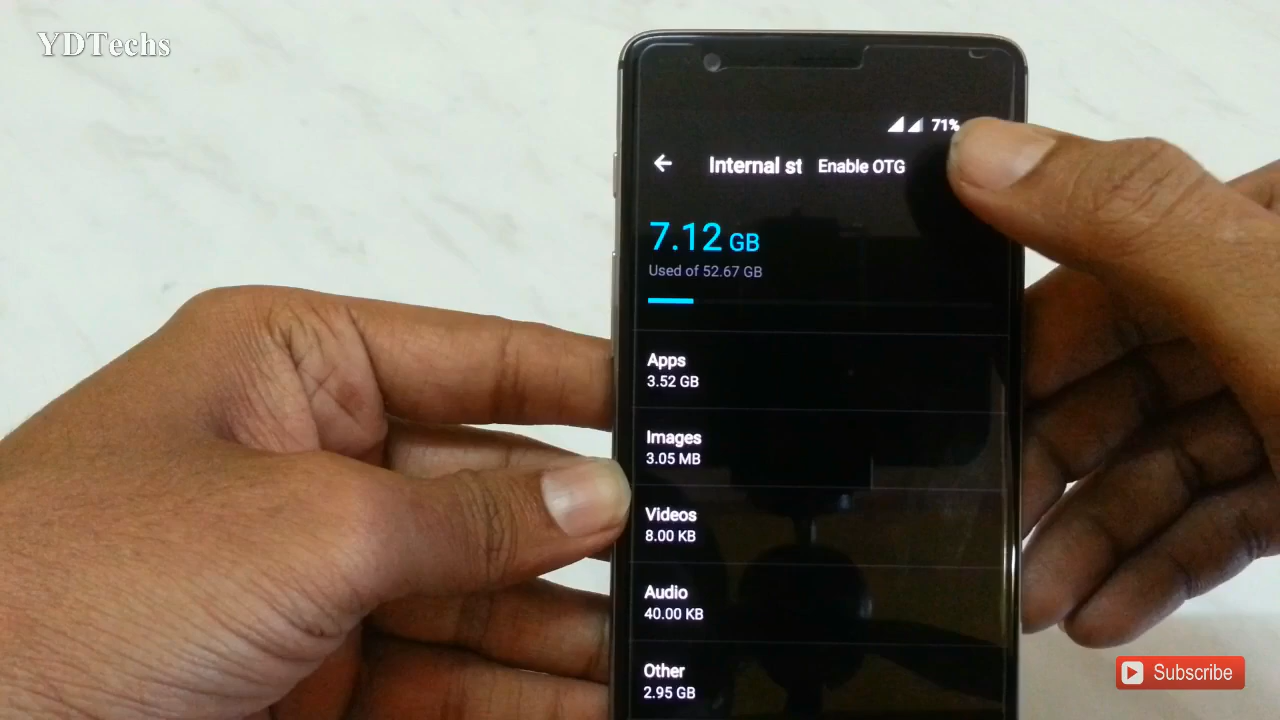 YDTechs
71%
Internal st Enable OTG
7.12 GB
Used of 52.67 GB
Apps
3.52 GB
Images
3.05 MB
Videos
8.00 KB
Audio
40.00 KB
Other
2.95 GB
Subscribe